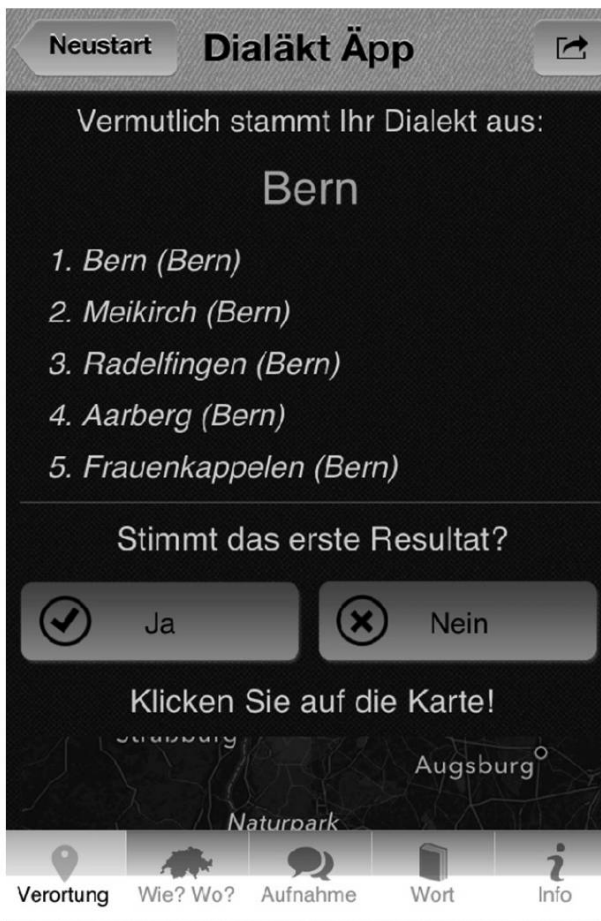 Neustart Dialäkt Äpp
Vermutlich stammt Ihr Dialekt aus:
Bern
1. Bern (Bern)
2. Meikirch (Bern)
3. Radelfingen (Bern)
4. Aarberg (Bern)
5. Frauenkappelen (Bern)
Stimmt das erste Resultat?
Ja Nein
Klicken Sie auf die Karte!
Straßburg
Augsburg
Naturpark
Verortung Wie? Wo? Aufnahme Wort Info